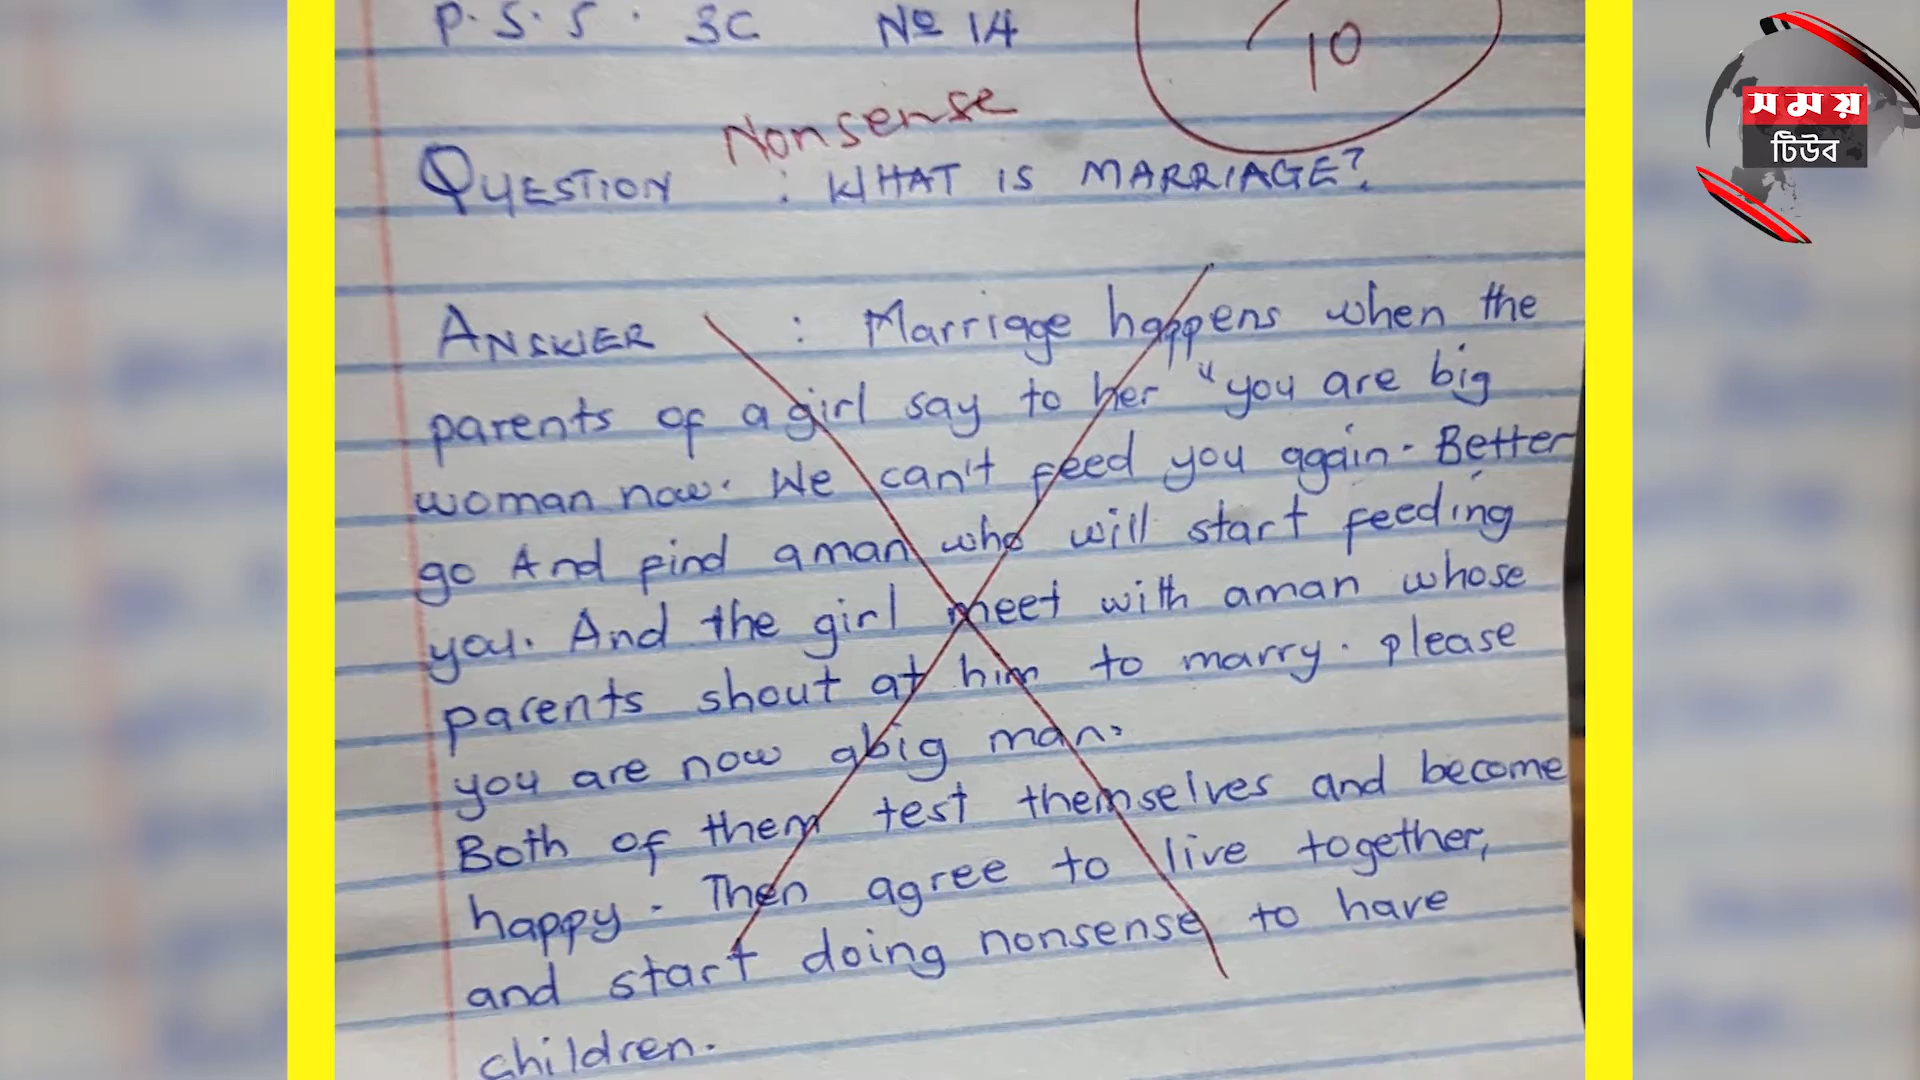 P.S.S. 3C No 14
10
Nonsense
QUESTION : WHAT IS MARRIAGE?
ANSWER : Marriage happens when the
parents of a girl say to her "you are big
woman now. We can't feed you again. Better
go And find a man who will start feeding
you. And the girl meet with a man whose
parents shout at him to marry. please
you are now a big man.
Both of them test themselves and become
happy. Then agree to live together,
and start doing nonsense to have
children.
সময়
টিউব